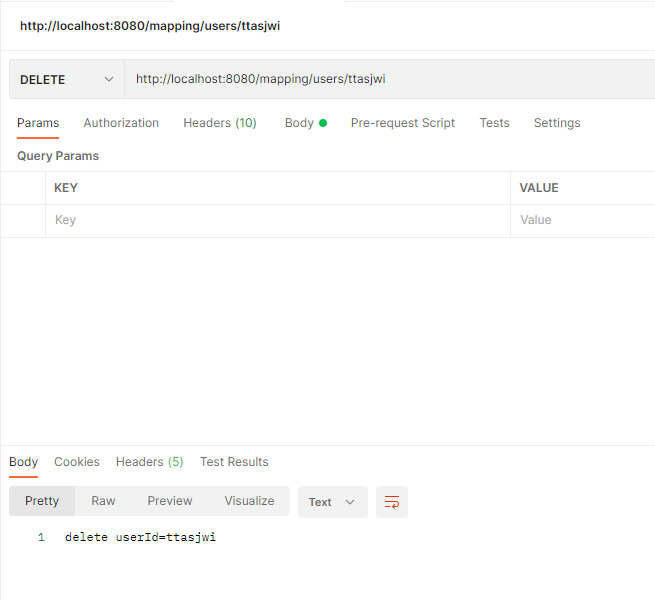 http://localhost:8080/mapping/users/ttasjwi
DELETE http://localhost:8080/mapping/users/ttasjwi
Params Authorization Headers (10) Body Pre-request Script Tests Settings
Query Params
KEY VALUE
Key Value
Body Cookies Headers (5) Test Results
Pretty Raw Preview Visualize Text
1 delete userId=ttasjwi